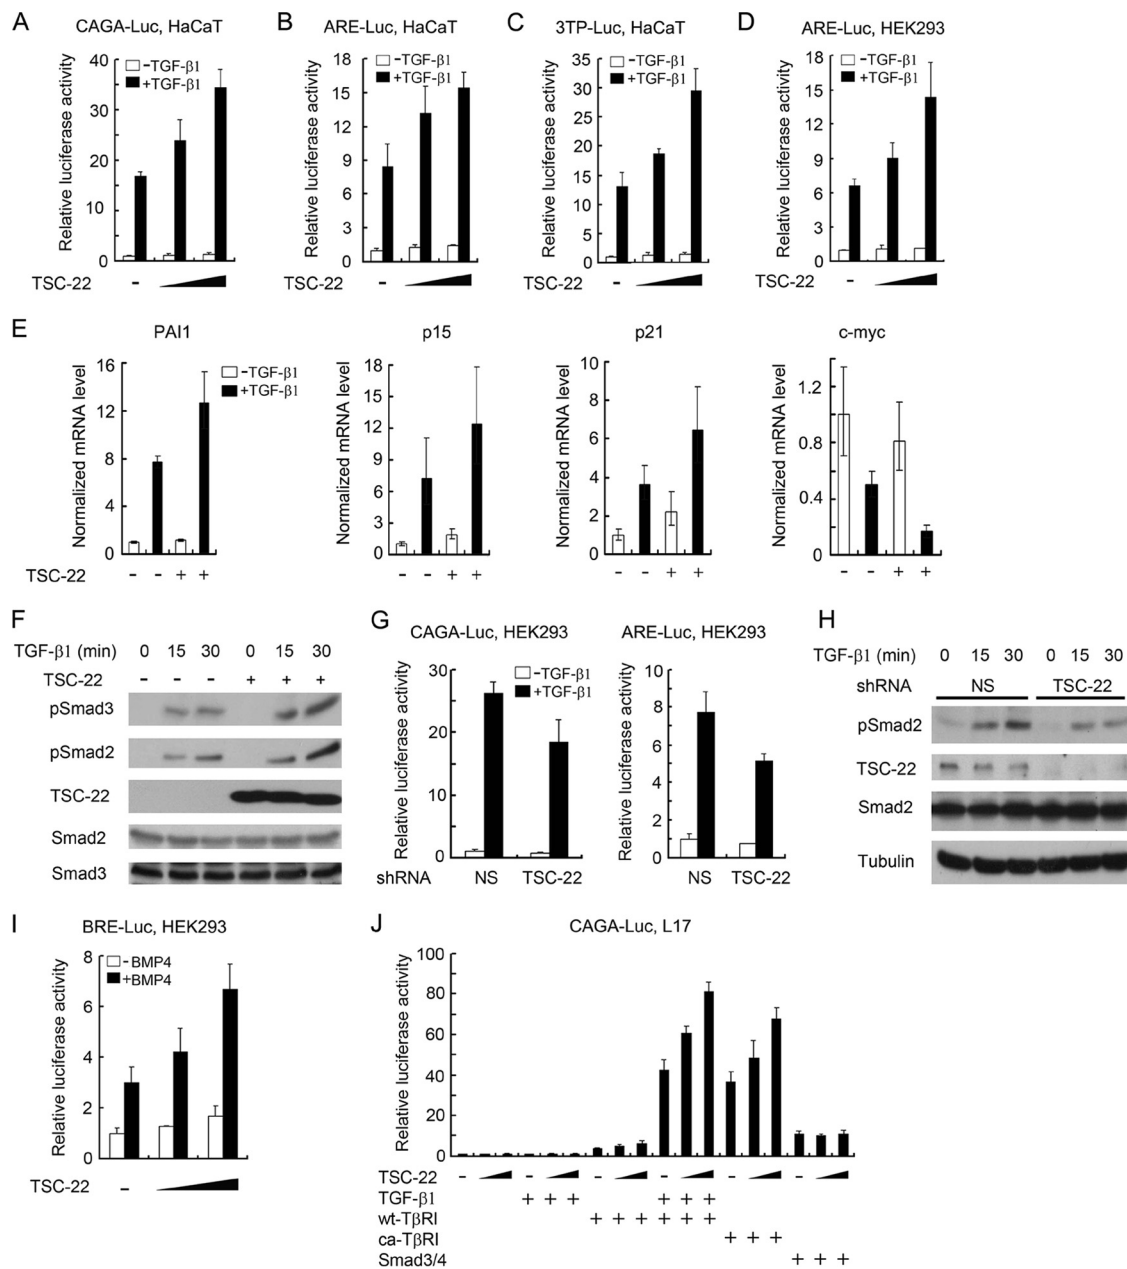 A
CAGA-Luc, HaCaT
Relative luciferase activity
40
30
20
10
0
-TGF-β1
+TGF-β1
TSC-22
-
B
ARE-Luc, HaCaT
Relative luciferase activity
18
15
12
9
6
3
0
-TGF-β1
+TGF-β1
-
C
3TP-Luc, HaCaT
Relative luciferase activity
35
30
25
20
15
10
5
0
-TGF-β1
+TGF-β1
-
D
ARE-Luc, HEK293
Relative luciferase activity
18
15
12
9
6
3
0
-TGF-β1
+TGF-β1
TSC-22
-
E
PAI1
Normalized mRNA level
16
12
8
4
0
-TGF-β1
+TGF-β1
TSC-22
- - + +
p15
Normalized mRNA level
18
15
12
9
6
3
0
- - + +
p21
Normalized mRNA level
10
8
6
4
2
0
- - + +
c-myc
Normalized mRNA level
1.2
0.8
0.4
0
- - + +
F
TGF-β1 (min) 0 15 30 0 15 30
TSC-22 - - - + + +
pSmad3
pSmad2
TSC-22
Smad2
Smad3
G
CAGA-Luc, HEK293
Relative luciferase activity
30
20
10
0
-TGF-β1
+TGF-β1
shRNA NS TSC-22
ARE-Luc, HEK293
Relative luciferase activity
10
8
6
4
2
0
NS TSC-22
H
TGF-β1 (min) 0 15 30 0 15 30
shRNA NS TSC-22
pSmad2
TSC-22
Smad2
Tubulin
I
BRE-Luc, HEK293
Relative luciferase activity
8
6
4
2
0
-BMP4
+BMP4
TSC-22
-
J
CAGA-Luc, L17
Relative luciferase activity
100
80
60
40
20
0
TSC-22 - - - - - -
TGF-β1 + + + + + +
wt-TβRI + + + + + +
ca-TβRI + + +
Smad3/4 + + +